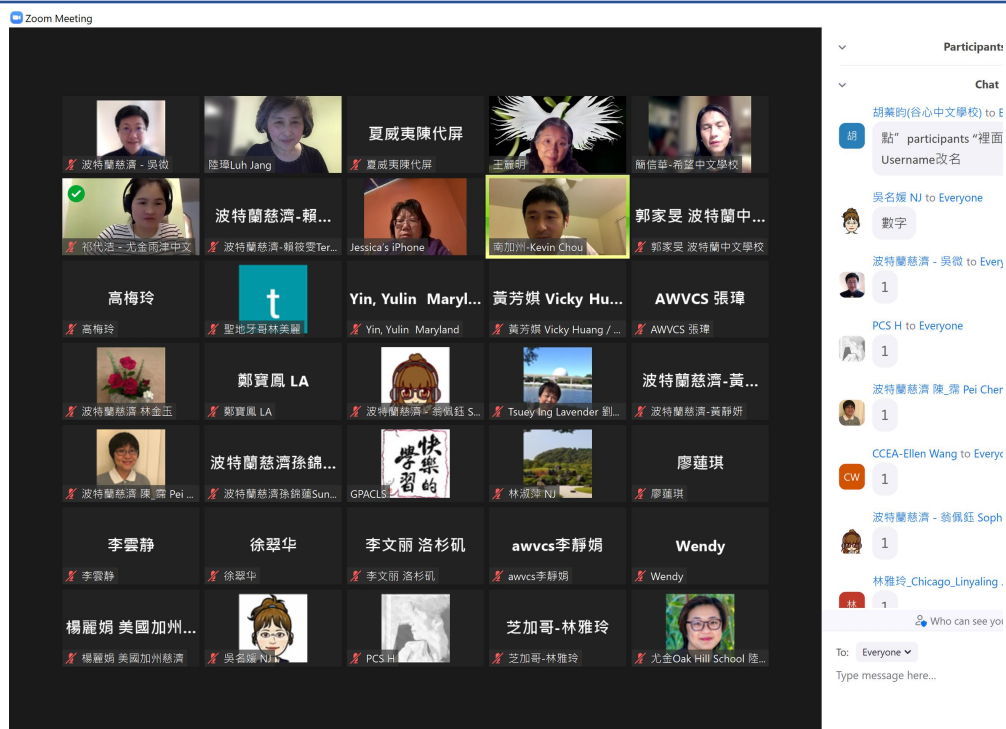 Zoom Meeting
波特蘭慈濟 - 吳微
陸璋Luh Jang
夏威夷陳代屏
夏威夷陳代屏
王麗明
簡信華-希望中文學校
祁代浩 - 尤金雨津中文
波特蘭慈濟-賴...
波特蘭慈濟-賴筱雯Ter...
Jessica's iPhone
南加州-Kevin Chou
郭家旻 波特蘭中...
郭家旻 波特蘭中文學校
高梅玲
高梅玲
t
聖地牙哥林美麗
Yin, Yulin Maryl...
Yin, Yulin Maryland
黃芳媒 Vicky Hu...
黃芳媒 Vicky Huang / ...
AWVCS 張瑋
AWVCS 張瑋
波特蘭慈濟 林金玉
鄭寶鳳 LA
鄭寶鳳 LA
波特蘭慈濟 - 翁佩鈺 S...
Tsuey Ing Lavender 劉...
波特蘭慈濟-黃...
波特蘭慈濟-黃靜妍
波特蘭慈濟 陳_霈 Pei ...
波特蘭慈濟孫錦...
波特蘭慈濟孫錦蓮Sun...
快樂的
學習
GPACLS
林淑萍 NJ
廖蓮琪
廖蓮琪
李雲静
李雲静
徐翠华
徐翠华
李文丽 洛杉矶
李文丽 洛杉矶
awvcs李靜娟
awvcs李靜娟
Wendy
Wendy
楊麗娟 美國加州...
楊麗娟 美國加州慈濟
吳名媛 NJ
PCS H
芝加哥-林雅玲
芝加哥-林雅玲
尤金Oak Hill School 陸...
Participants
Chat
胡蓁昀(谷心中文學校) to E
胡
點” participants “裡面
Username改名
吳名媛 NJ to Everyone
數字
波特蘭慈濟 - 吳微 to Every
1
PCS H to Everyone
1
波特蘭慈濟 陳_霈 Pei Chen
1
CCEA-Ellen Wang to Everyo
CW
1
波特蘭慈濟 - 翁佩鈺 Soph
1
林雅玲_Chicago_Linyaling .
林
1
Who can see you
To: Everyone
Type message here...